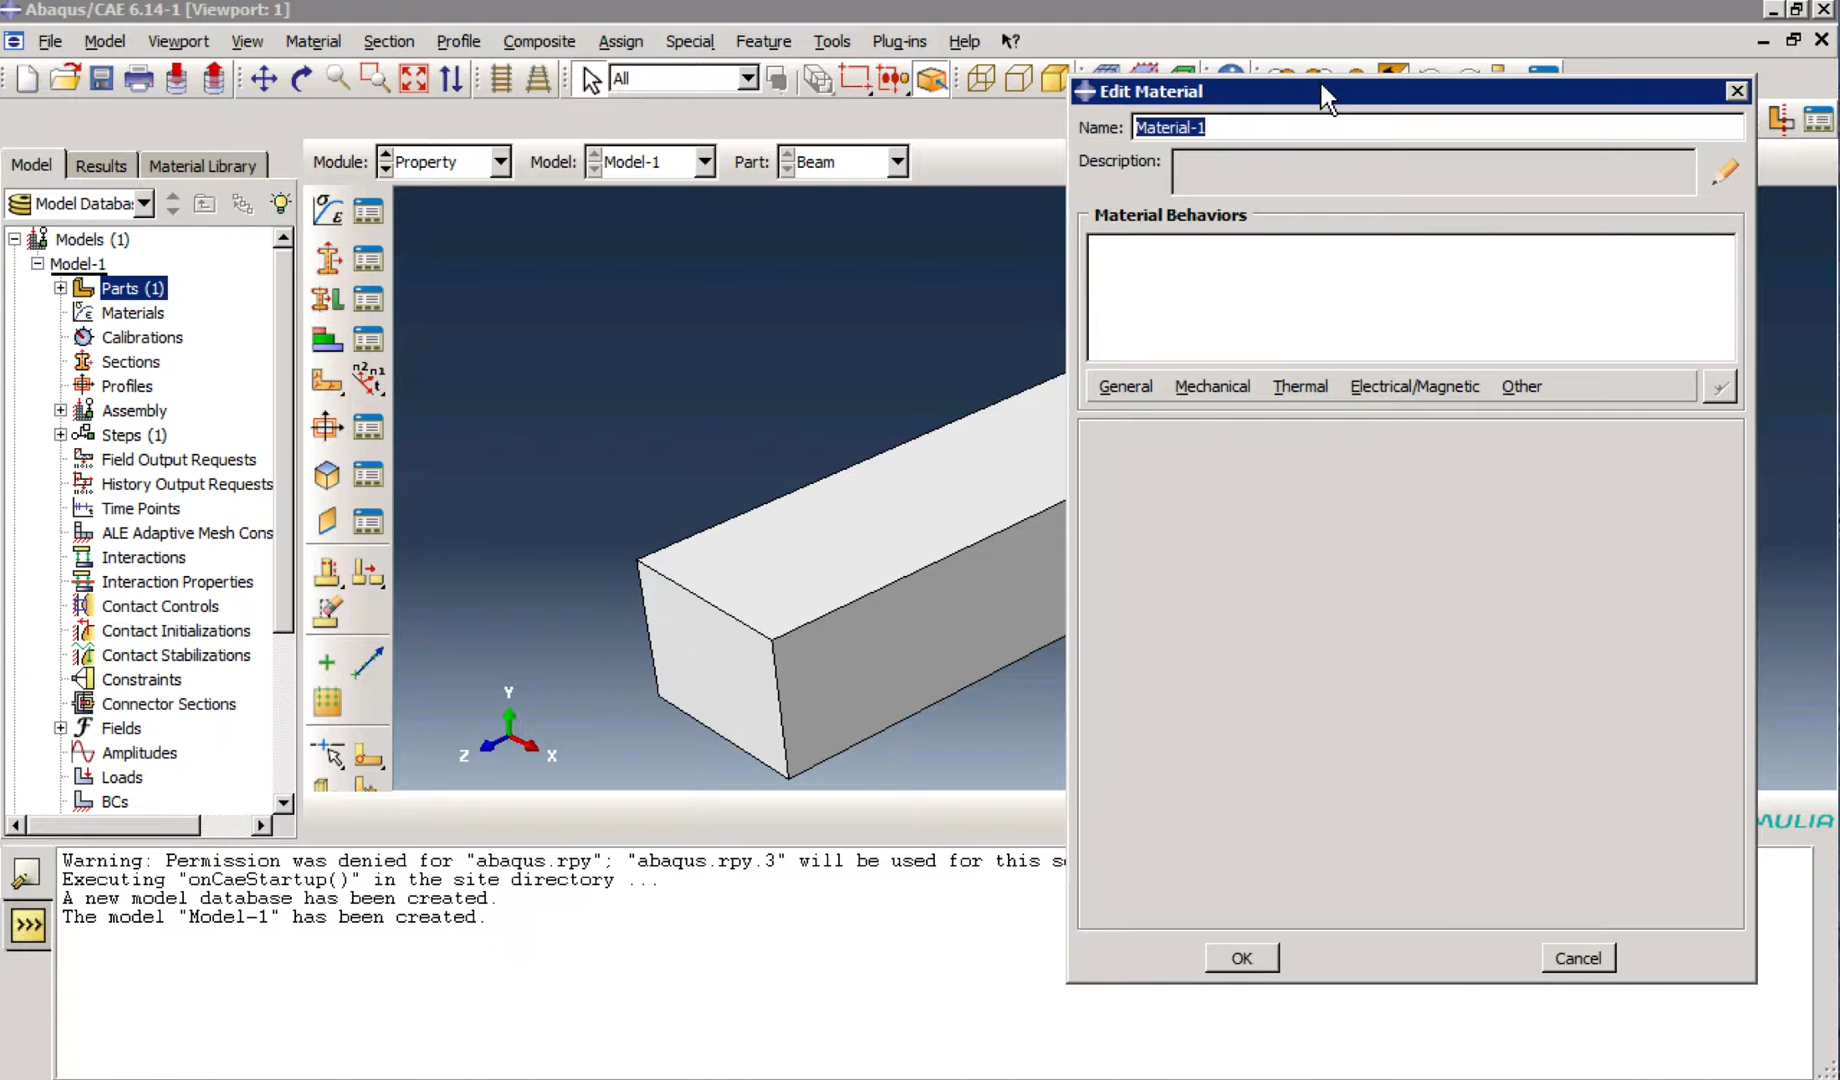 Abaqus/CAE 6.14-1 [Viewport: 1]
File Model Viewport View Material Section Profile Composite Assign Special Feature Tools Plug-ins Help ?
All
Edit Material
Name: Material-1
Description:
Model Results Material Library
Module: Property Model: Model-1 Part: Beam
Model Databa:
Material Behaviors
General Mechanical Thermal Electrical/Magnetic Other
Models (1)
Model-1
Parts (1)
Materials
Calibrations
Sections
Profiles
Assembly
Steps (1)
Field Output Requests
History Output Requests
Time Points
ALE Adaptive Mesh Cons
Interactions
Interaction Properties
Contact Controls
Contact Initializations
Contact Stabilizations
Constraints
Connector Sections
Fields
Amplitudes
Loads
BCs
Y
Z X
MULIA
Warning: Permission was denied for "abaqus.rpy"; "abaqus.rpy.3" will be used for this se
Executing "onCaeStartup()" in the site directory ...
A new model database has been created.
The model "Model-1" has been created.
>>>
OK Cancel